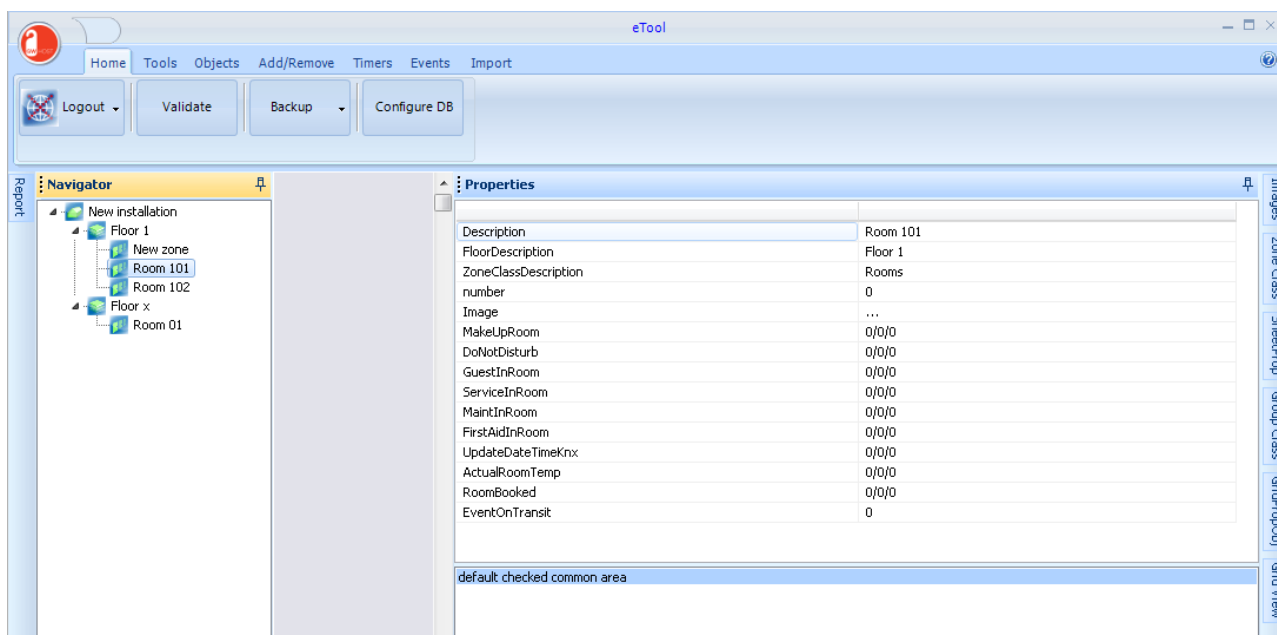 eTool
Home Tools Objects Add/Remove Timers Events Import
Logout Validate Backup Configure DB
Report
Navigator
New installation
Floor 1
New zone
Room 101
Room 102
Floor x
Room 01
Properties
Description Room 101
FloorDescription Floor 1
ZoneClassDescription Rooms
number 0
Image ...
MakeUpRoom 0/0/0
DoNotDisturb 0/0/0
GuestInRoom 0/0/0
ServiceInRoom 0/0/0
MaintInRoom 0/0/0
FirstAidInRoom 0/0/0
UpdateDateTimeKnx 0/0/0
ActualRoomTemp 0/0/0
RoomBooked 0/0/0
EventOnTransit 0
default checked common area
Images
Zone Class
Group Class
Grid View